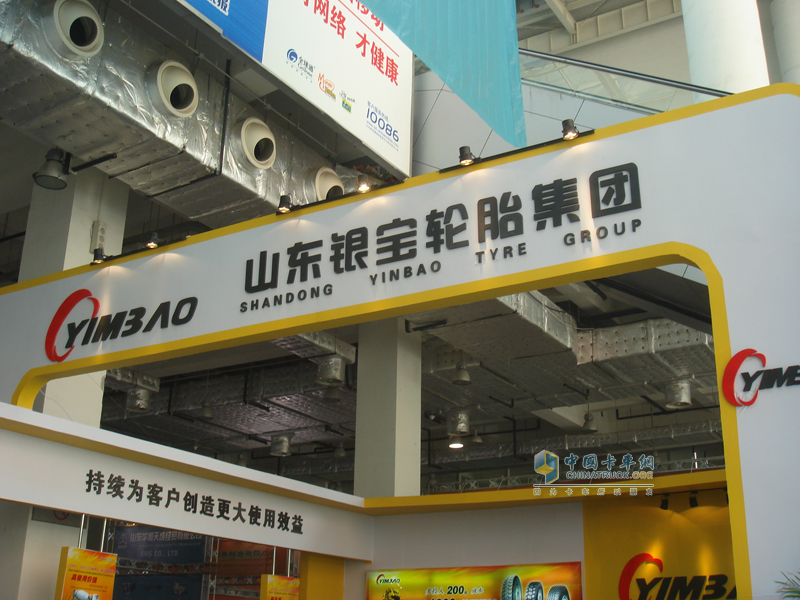 网络 才健康
10086
山东银宝轮胎集团
SHANDONG YINBAO TYRE GROUP
YIMBAO
YIMB
中国卡车网
CHINATRUCK.ORG
持续为客户创造更大使用效益
YIMBAO
200
YIMBA